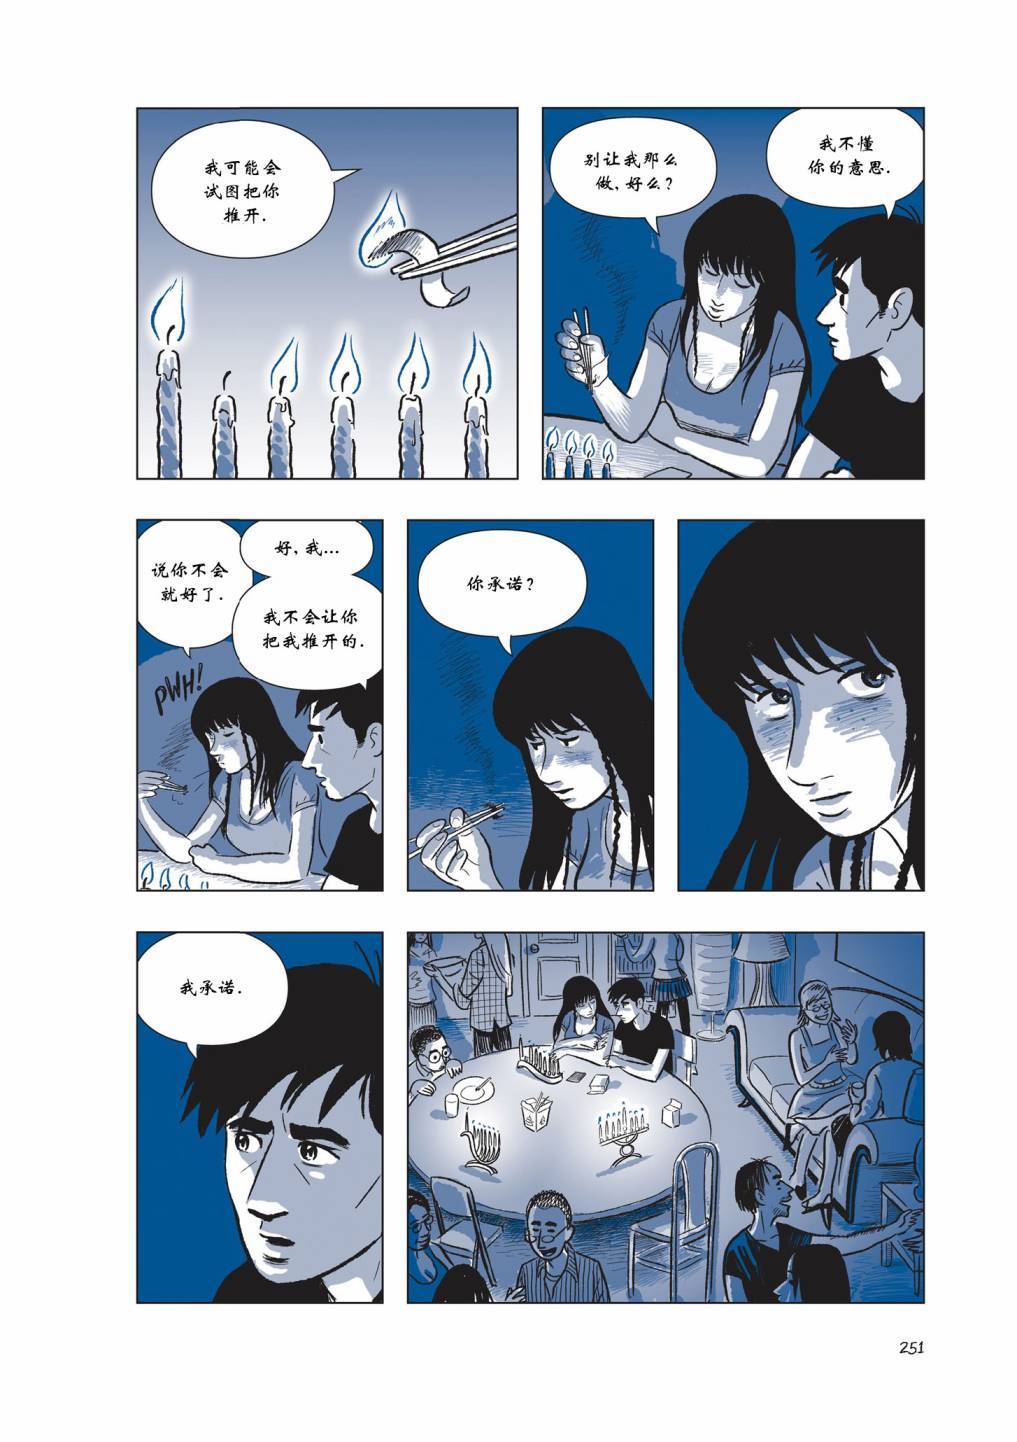 我可能会
试图把你
推开.
别让我那么
做,好么?
我不懂
你的意思.
说你不会
就好了.
好,我...
我不会让你
把我推开的.
PWH!
你承诺?
我承诺.
251